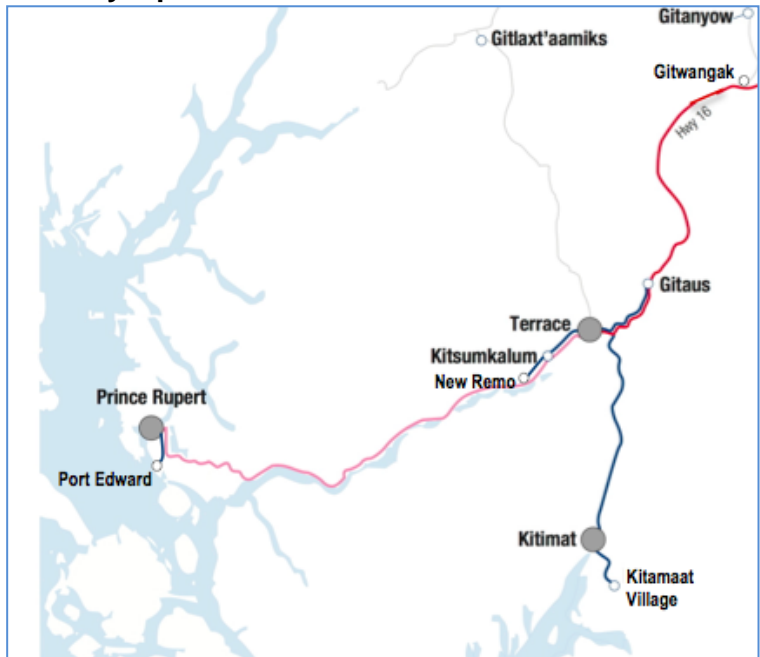 Gitanyow
Gitlaxt'aamiks
Gitwangak
Hwy 16
Gitaus
Terrace
Kitsumkalum
New Remo
Prince Rupert
Port Edward
Kitimat
Kitamaat
Village